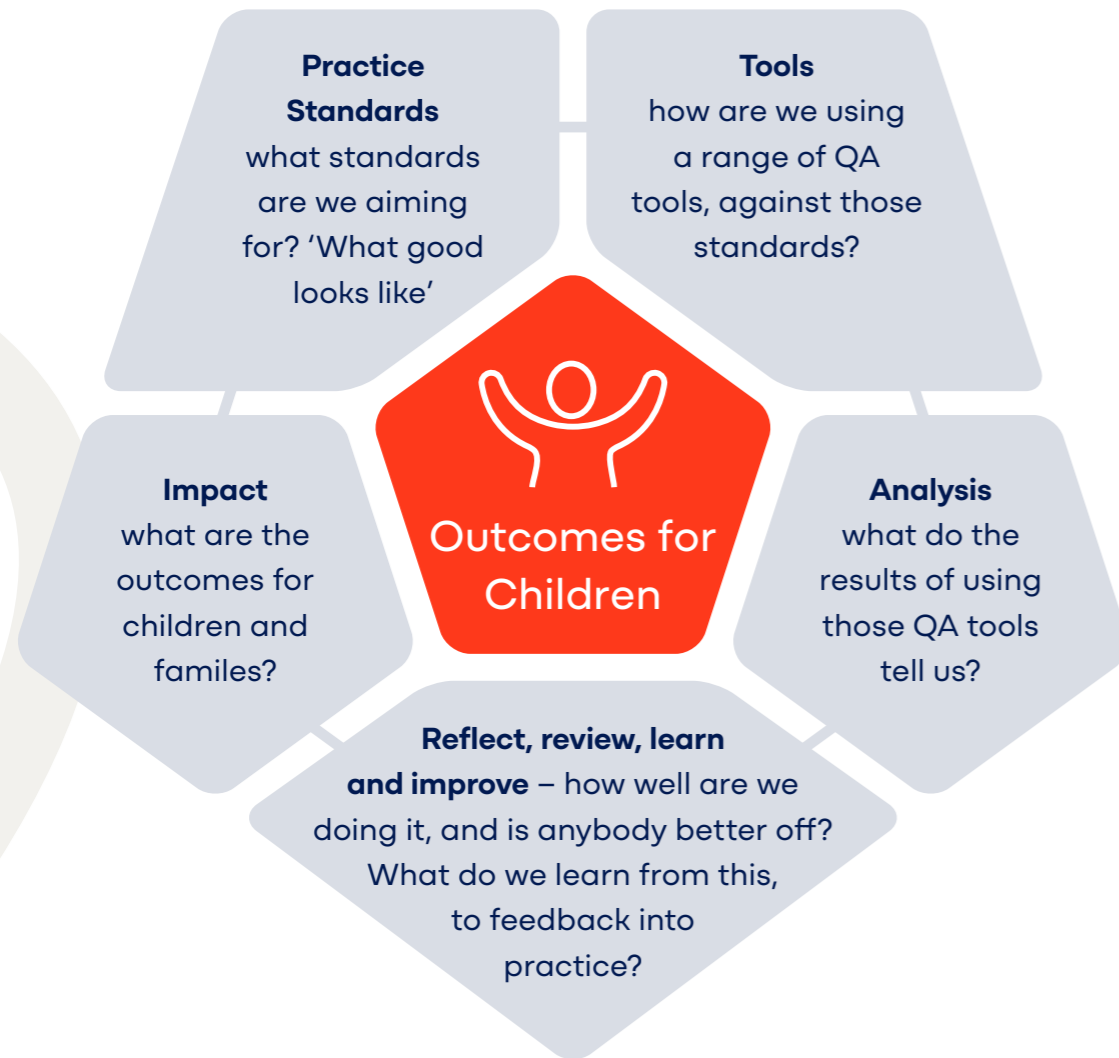 Practice
Standards
what standards
are we aiming
for? ‘What good
looks like’
Tools
how are we using
a range of QA
tools, against those
standards?
Outcomes for
Children
Impact
what are the
outcomes for
children and
familes?
Analysis
what do the
results of using
those QA tools
tell us?
Reflect, review, learn
and improve – how well are we
doing it, and is anybody better off?
What do we learn from this,
to feedback into
practice?